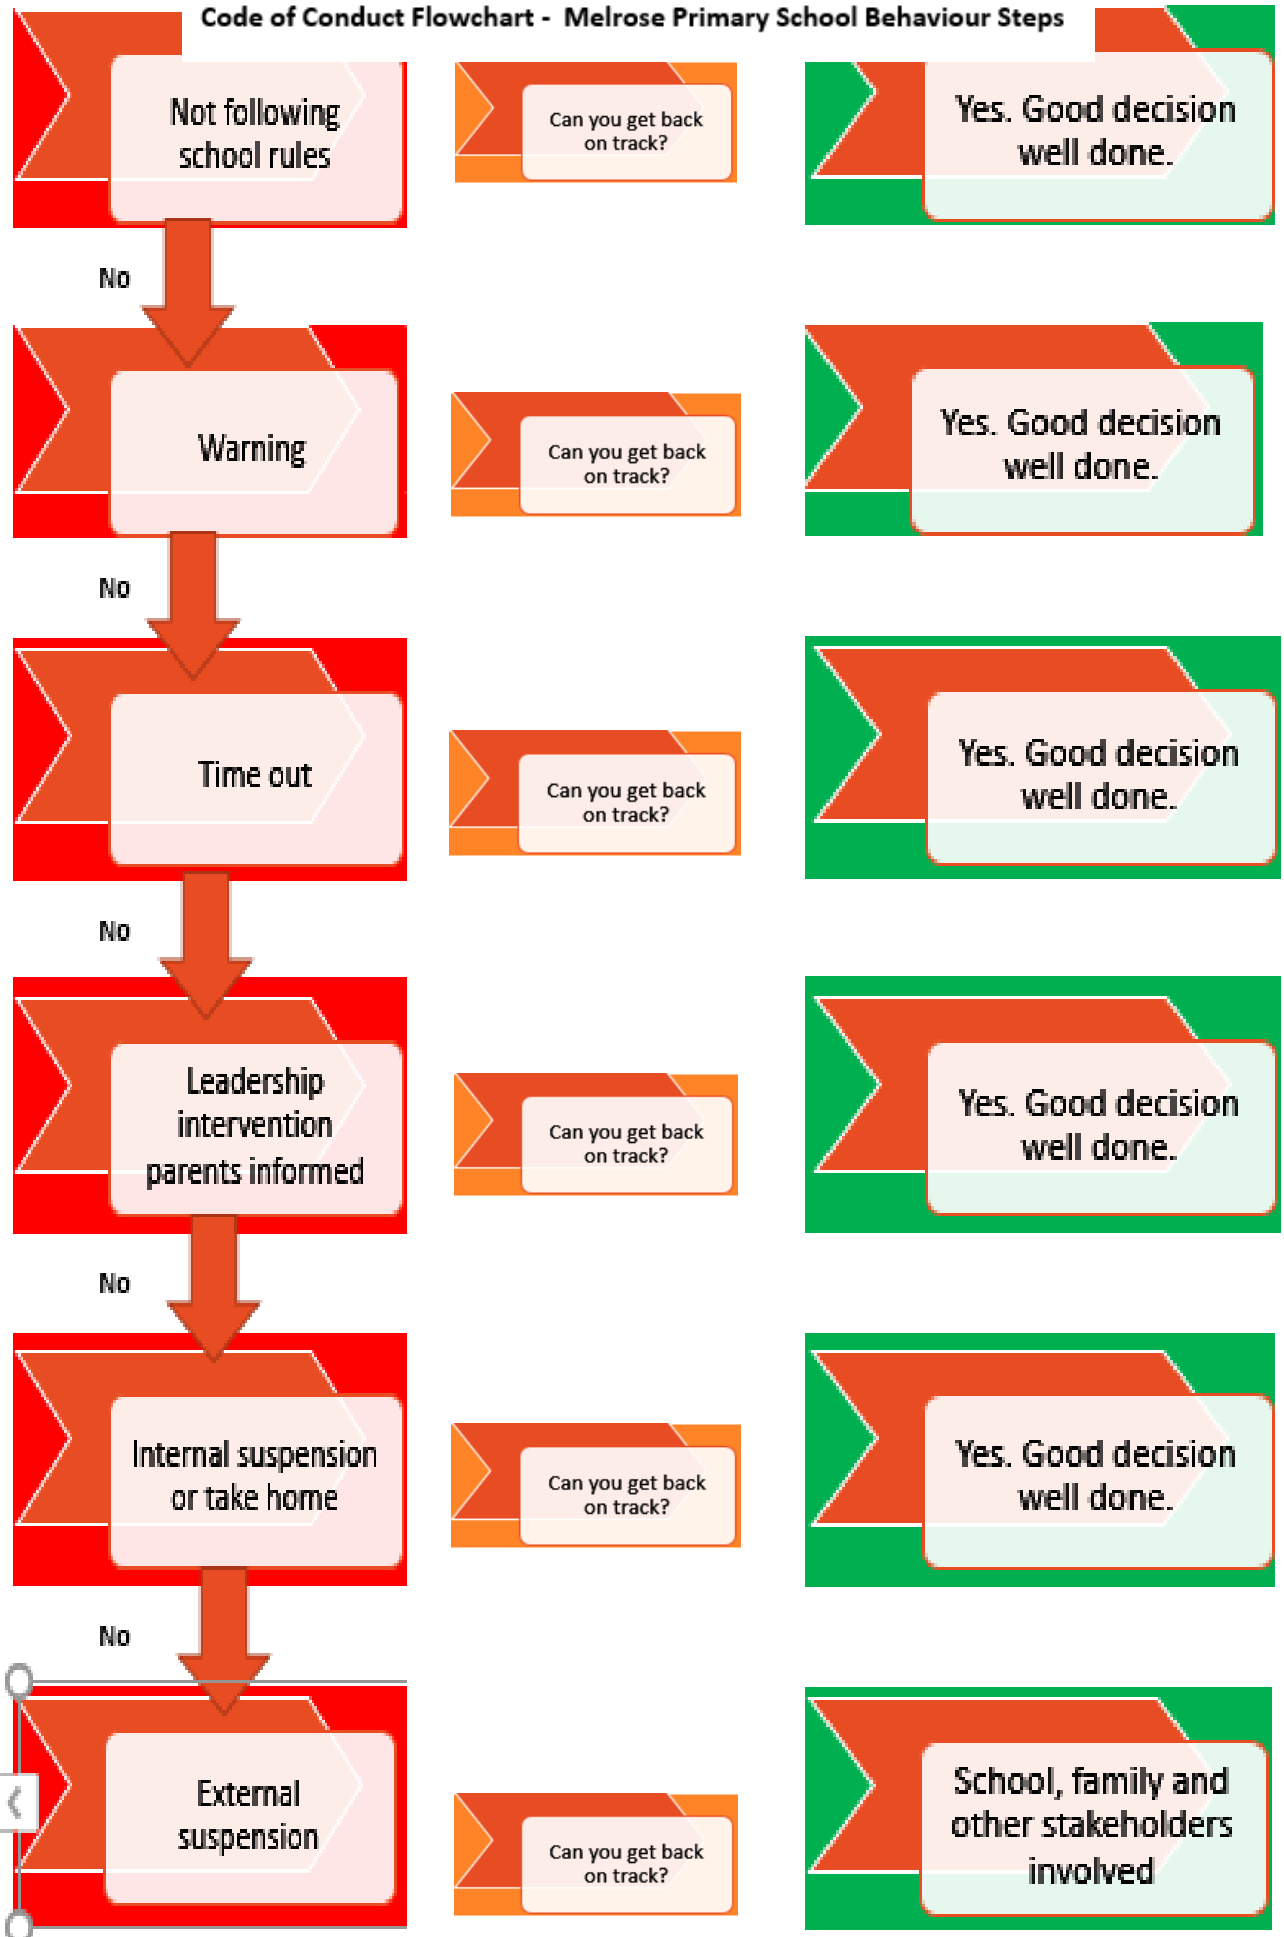 Code of Conduct Flowchart -  Melrose Primary School Behaviour Steps
Not following
school rules
Can you get back
on track?
Yes. Good decision
well done.
No
Warning
Can you get back
on track?
Yes. Good decision
well done.
No
Time out
Can you get back
on track?
Yes. Good decision
well done.
No
Leadership
intervention
parents informed
Can you get back
on track?
Yes. Good decision
well done.
No
Internal suspension
or take home
Can you get back
on track?
Yes. Good decision
well done.
No
External
suspension
Can you get back
on track?
School, family and
other stakeholders
involved